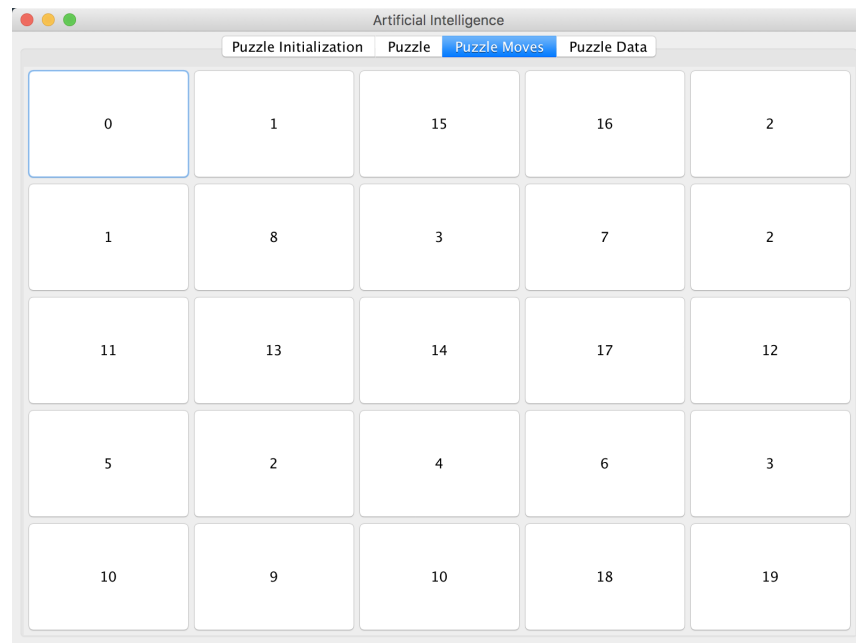 Artificial Intelligence
Puzzle Initialization Puzzle Puzzle Moves Puzzle Data
0 1 15 16 2
1 8 3 7 2
11 13 14 17 12
5 2 4 6 3
10 9 10 18 19